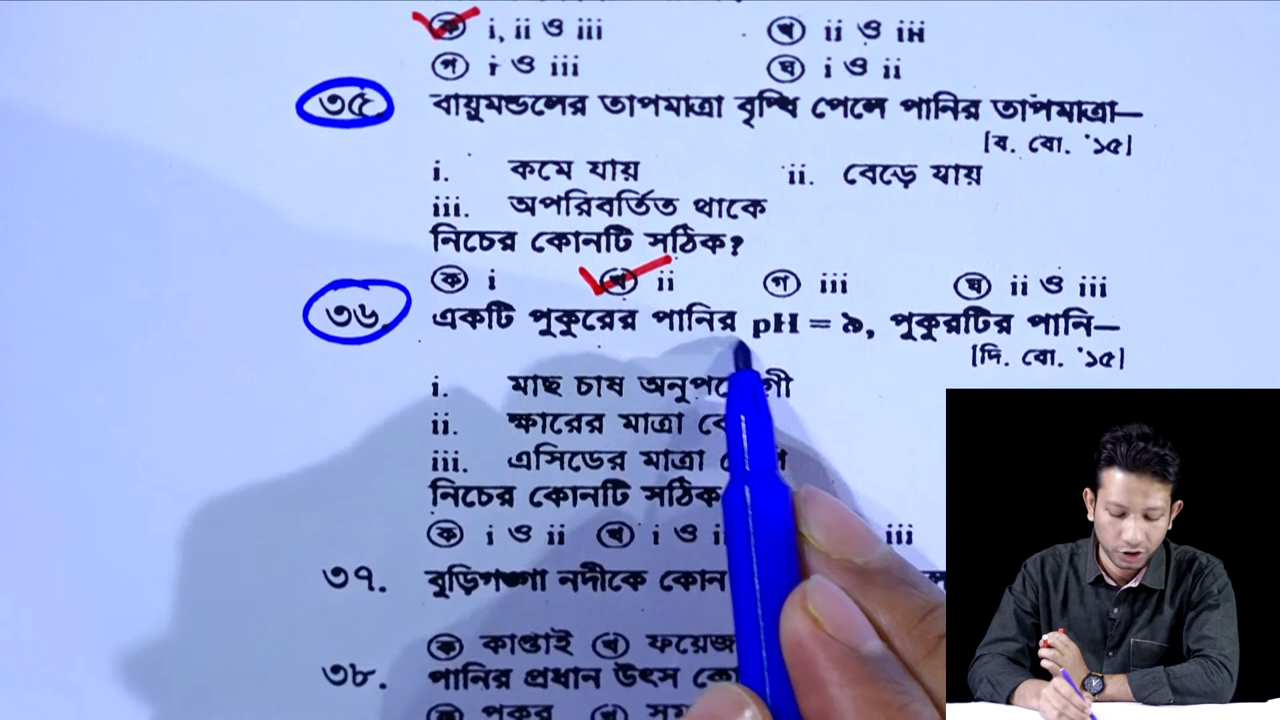 ক i, ii ও iii খ ii ও iii
গ i ও iii ঘ i ও ii
৩৫. বায়ুমন্ডলের তাপমাত্রা বৃদ্ধি পেলে পানির তাপমাত্রা—
[ব. বো. '১৫]
i. কমে যায় ii. বেড়ে যায়
iii. অপরিবর্তিত থাকে
নিচের কোনটি সঠিক?
ক i খ ii গ iii ঘ ii ও iii
৩৬. একটি পুকুরের পানির pH = ৯, পুকুরটির পানি—
[দি. বো. '১৫]
i. মাছ চাষ
ii. ক্ষারের মাত্রা
iii. এসিডের মাত্রা
নিচের কোনটি সঠিক
ক i ও ii খ i ও iii
৩৭. বুড়িগঙ্গা নদীকে কোন
ক কাপ্তাই খ
৩৮. পানির প্রধান উৎস
ক পুকুর খ